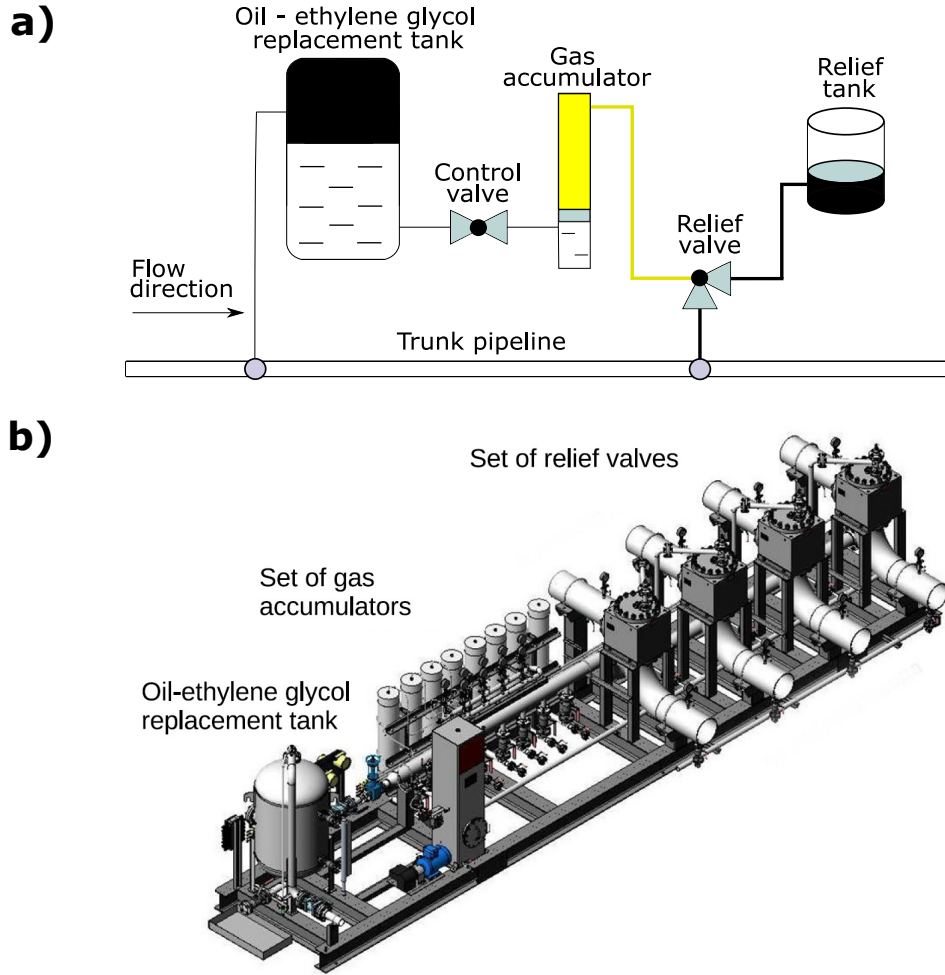 a)
Oil - ethylene glycol
replacement tank
Gas
accumulator
Relief
tank
Control
valve
Relief
valve
Flow
direction
Trunk pipeline
b)
Set of relief valves
Set of gas
accumulators
Oil-ethylene glycol
replacement tank